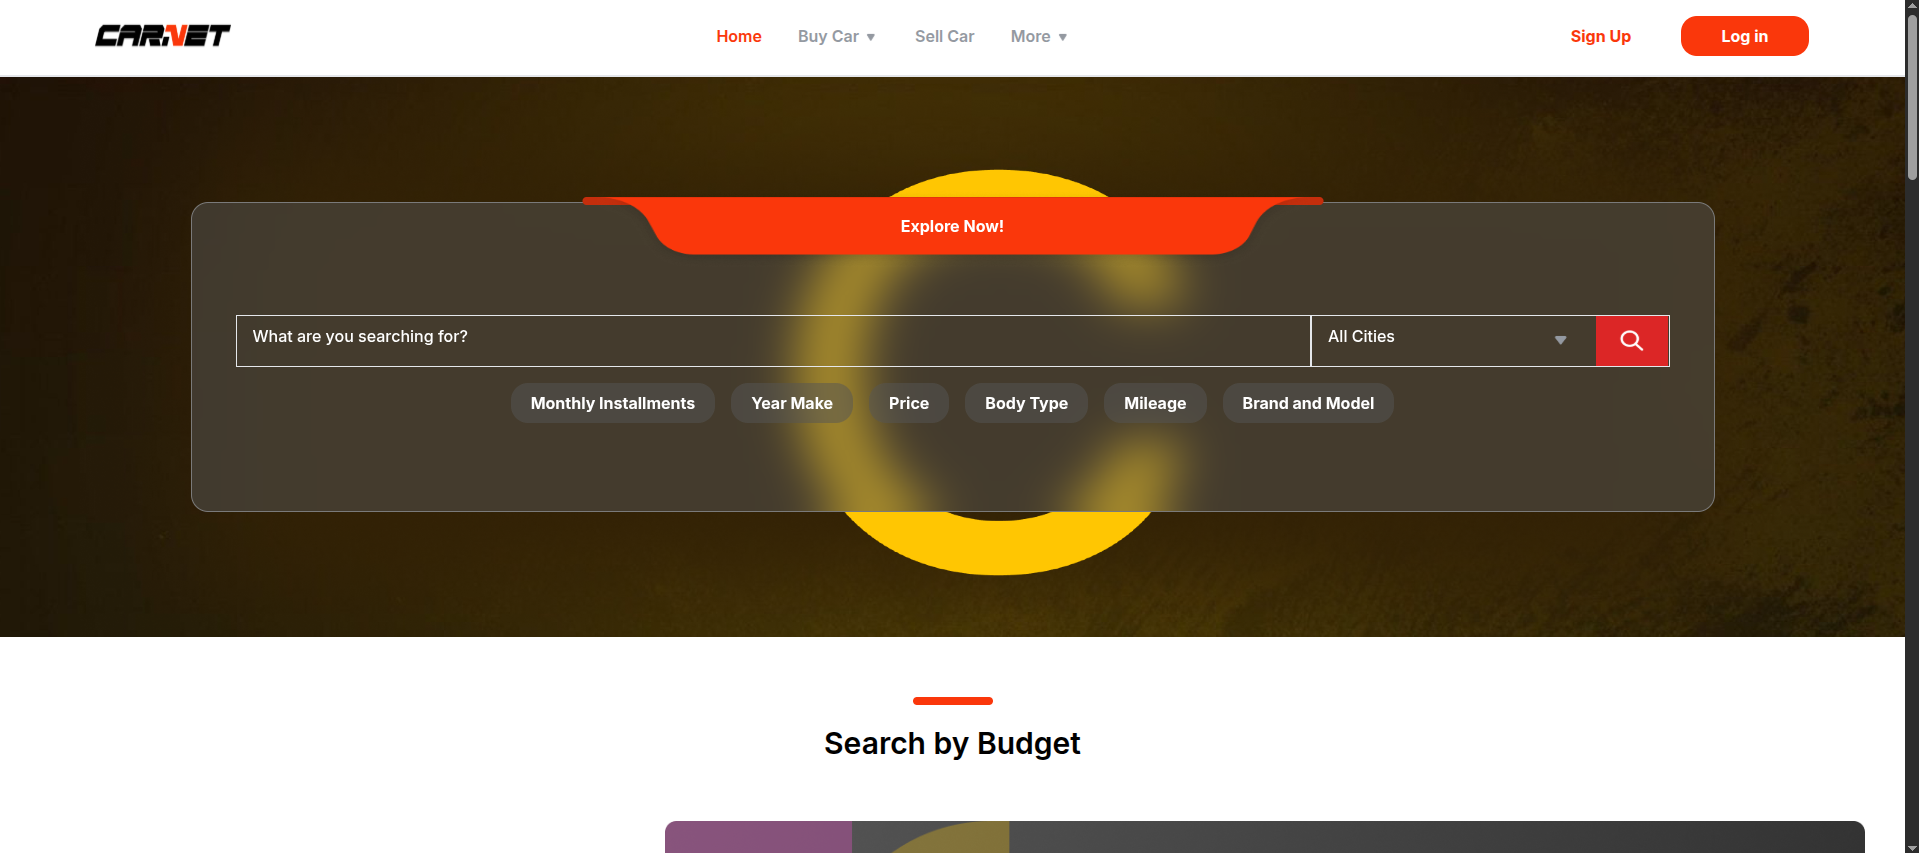 CARNET
Home
Buy Car
Sell Car
More
Sign Up
Log in
Explore Now!
What are you searching for?
All Cities
Monthly Installments
Year Make
Price
Body Type
Mileage
Brand and Model
Search by Budget